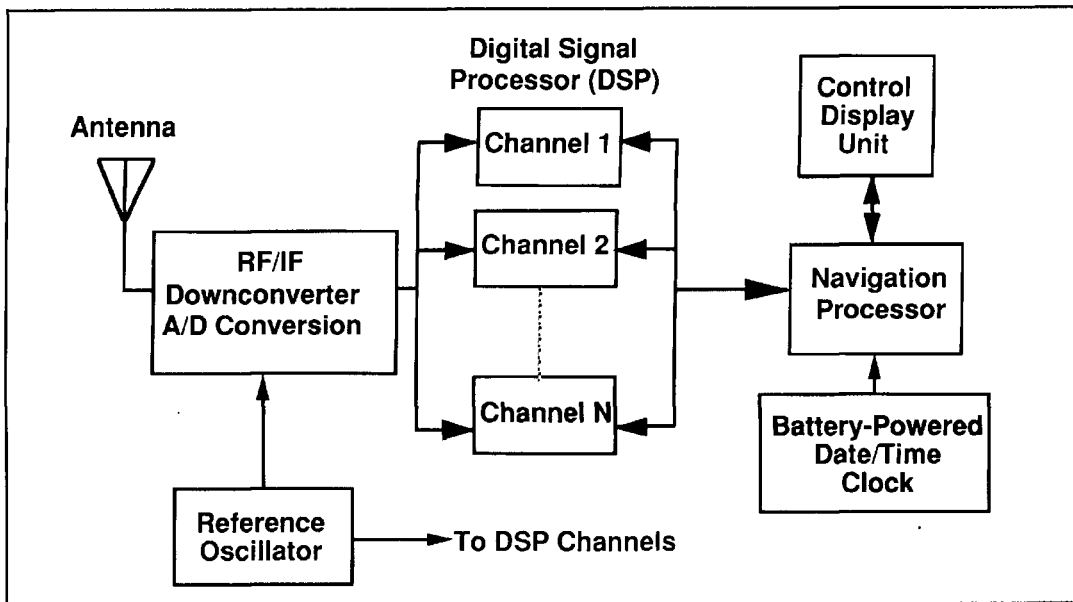 Digital Signal
Processor (DSP)
Antenna
Channel 1
Control
Display
Unit
RF/IF
Downconverter
A/D Conversion
Channel 2
Navigation
Processor
Channel N
Battery-Powered
Date/Time
Clock
Reference
Oscillator
To DSP Channels